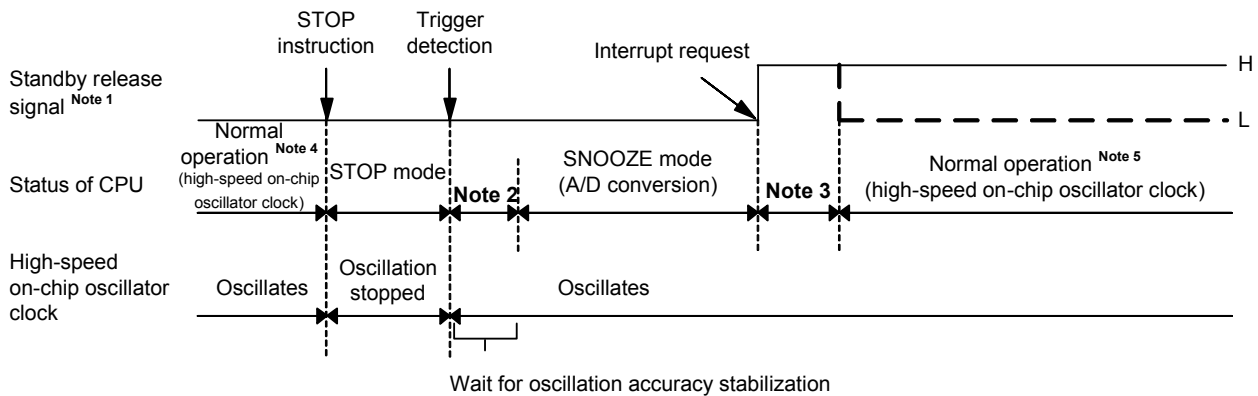 STOP
instruction
Trigger
detection
Interrupt request
Standby release
signal Note 1
H
L
Status of CPU
Normal
operation Note 4
(high-speed on-chip
oscillator clock)
STOP mode
Note 2
SNOOZE mode
(A/D conversion)
Note 3
Normal operation Note 5
(high-speed on-chip oscillator clock)
High-speed
on-chip oscillator
clock
Oscillates
Oscillation
stopped
Oscillates
Wait for oscillation accuracy stabilization